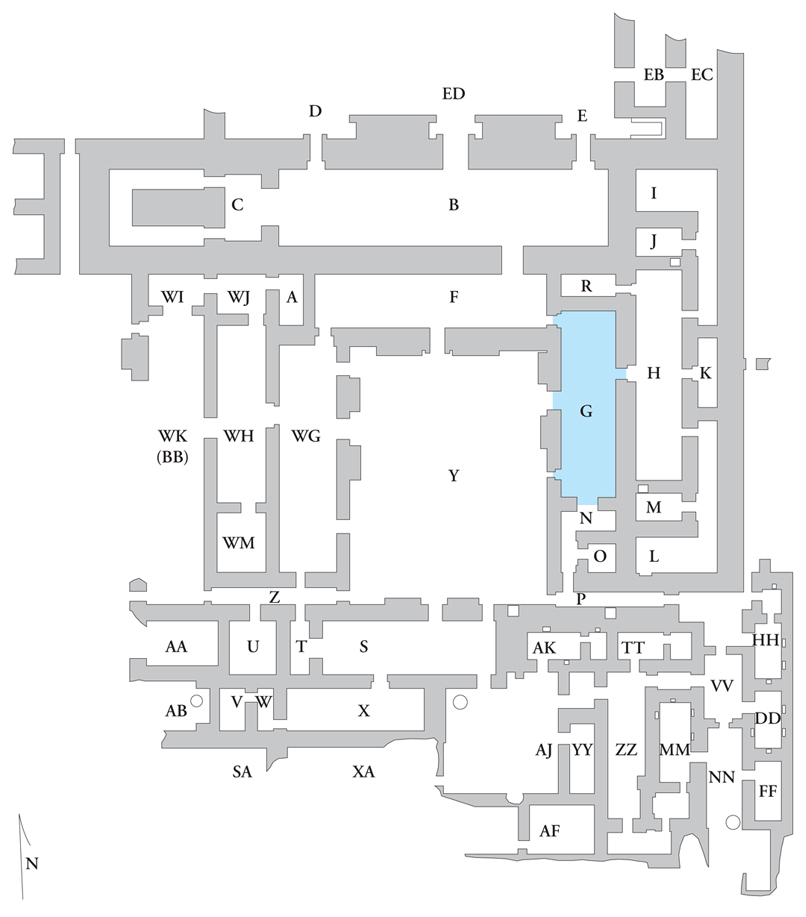 EB EC
ED
D E
I
C B
J
R
WI WJ A F
H K
G
WK WH WG
(BB)
Y
M
N
WM
O L
Z P
HH
AA U T S AK TT
VV
V W
AB X DD
AJ YY ZZ MM
SA XA NN
FF
AF
N